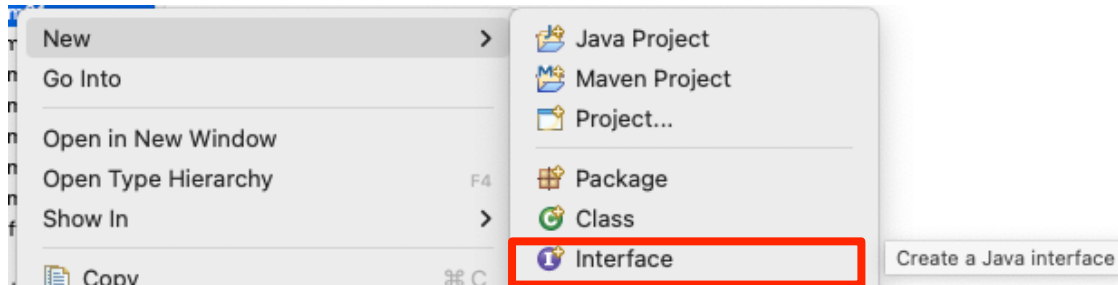 New
Go Into
Open in New Window
Open Type Hierarchy F4
Show In
Copy ⌘ C
Java Project
Maven Project
Project...
Package
Class
Interface
Create a Java interface